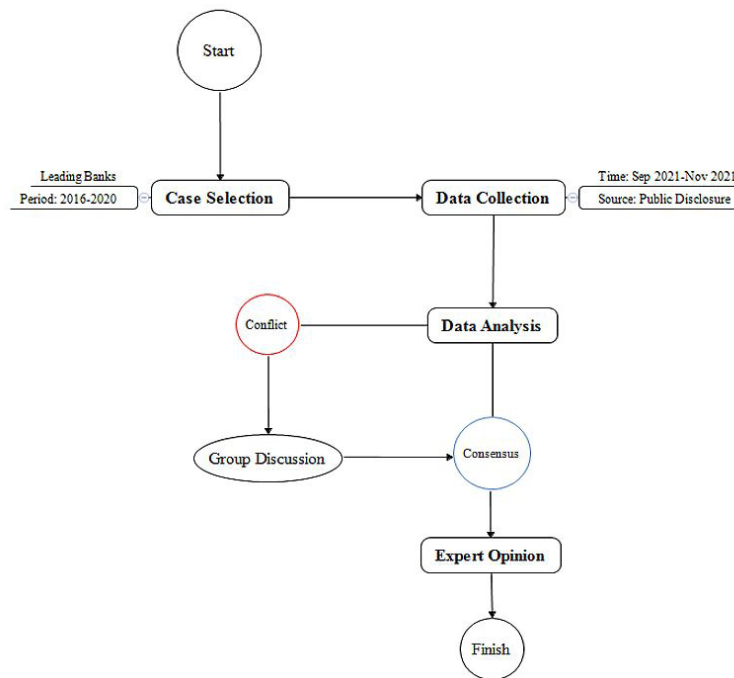 Start
Leading Banks
Period: 2016-2020
Case Selection
Data Collection
Time: Sep 2021-Nov 2021
Source: Public Disclosure
Conflict
Data Analysis
Group Discussion
Consensus
Expert Opinion
Finish